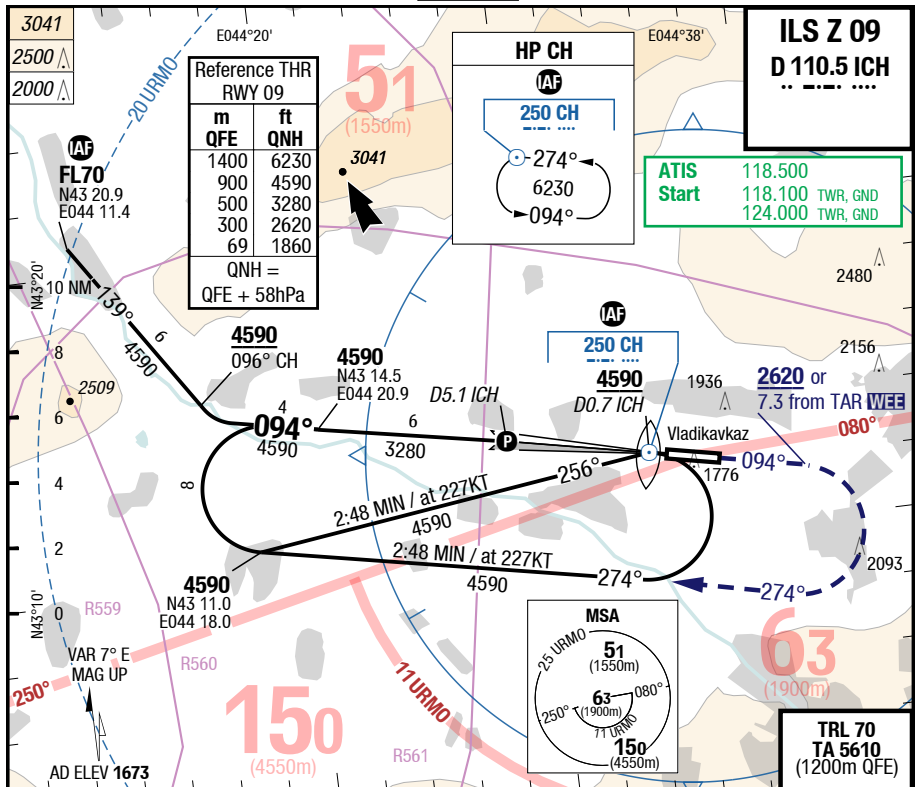 3041
2500
2000
E044°20'
E044°38'
ILS Z 09
D 110.5 ICH
20 URMO
Reference THR
RWY 09
m ft
QFE QNH
1400 6230
900 4590
500 3280
300 2620
69 1860
QNH =
QFE + 58hPa
51
(1550m)
3041
HP CH
IAF
250 CH
274°
6230
094°
ATIS 118.500
Start 118.100 TWR, GND
124.000 TWR, GND
IAF
FL70
N43 20.9
E044 11.4
N43°20'
10 NM
139°
6
4590
2480
4590
096° CH
4590
N43 14.5
E044 20.9
IAF
250 CH
4590
D0.7 ICH
D5.1 ICH
1936
2156
2620 or
7.3 from TAR WEE
8
2509
6
4
094°
4590
6
3280
P
Vladikavkaz
080°
094°
1776
256°
2:48 MIN / at 227KT
4590
8
4
2:48 MIN / at 227KT
4590
274°
2
2093
274°
4590
N43 11.0
E044 18.0
N43°10'
0
R559
R560
VAR 7° E
MAG UP
250°
11 URMO
63
(1900m)
MSA
25 URMO
51
(1550m)
080°
63
(1900m)
250°
11 URMO
150
(4550m)
150
(4550m)
R561
AD ELEV 1673
TRL 70
TA 5610
(1200m QFE)